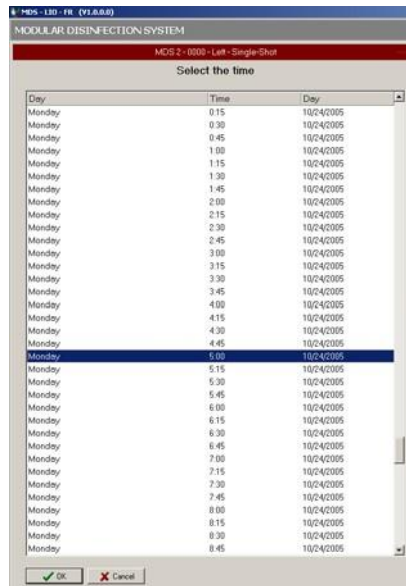 MDS - LIO - FR (V1.0.0.0)
MODULAR DISINFECTION SYSTEM
MDS 2 - 0000 - Left - Single-Shot
Select the time
Day Time Day
Monday 0:15 10/24/2005
Monday 0:30 10/24/2005
Monday 0:45 10/24/2005
Monday 1:00 10/24/2005
Monday 1:15 10/24/2005
Monday 1:30 10/24/2005
Monday 1:45 10/24/2005
Monday 2:00 10/24/2005
Monday 2:15 10/24/2005
Monday 2:30 10/24/2005
Monday 2:45 10/24/2005
Monday 3:00 10/24/2005
Monday 3:15 10/24/2005
Monday 3:30 10/24/2005
Monday 3:45 10/24/2005
Monday 4:00 10/24/2005
Monday 4:15 10/24/2005
Monday 4:30 10/24/2005
Monday 4:45 10/24/2005
Monday 5:00 10/24/2005
Monday 5:15 10/24/2005
Monday 5:30 10/24/2005
Monday 5:45 10/24/2005
Monday 6:00 10/24/2005
Monday 6:15 10/24/2005
Monday 6:30 10/24/2005
Monday 6:45 10/24/2005
Monday 7:00 10/24/2005
Monday 7:15 10/24/2005
Monday 7:30 10/24/2005
Monday 7:45 10/24/2005
Monday 8:00 10/24/2005
Monday 8:15 10/24/2005
Monday 8:30 10/24/2005
Monday 8:45 10/24/2005
OK Cancel